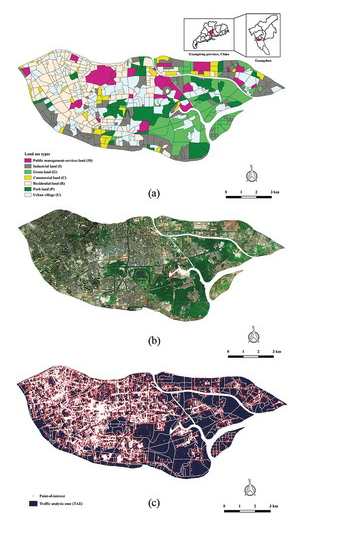 Guangdong province, China
Guangzhou
Land use types
Public management-services land (M)
Industrial land (I)
Green land (G)
Commercial land (C)
Residential land (R)
Park land (P)
Urban village (U)
N
0 1 2 3 km
(a)
N
0 1 2 3 km
(b)
Point-of-interest
Traffic analysis zone (TAZ)
N
0 1 2 3 km
(c)